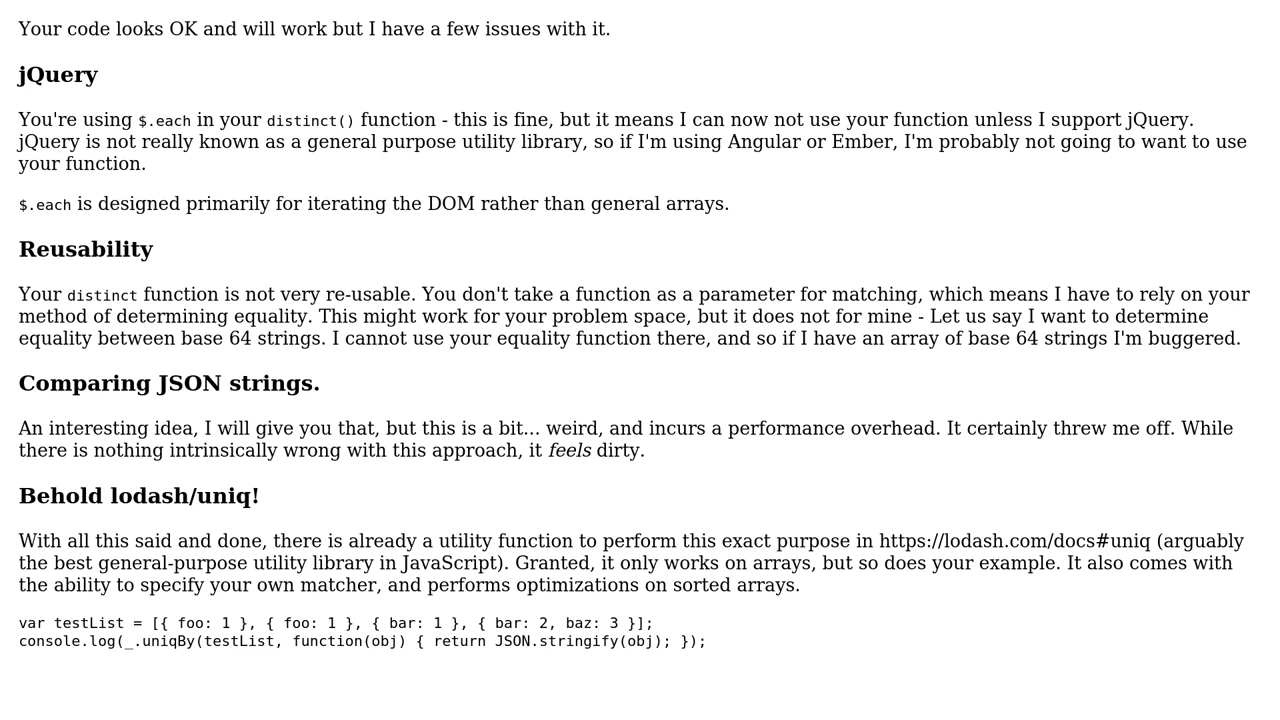 Your code looks OK and will work but I have a few issues with it.
jQuery
You're using $.each in your distinct() function - this is fine, but it means I can now not use your function unless I support jQuery.
jQuery is not really known as a general purpose utility library, so if I'm using Angular or Ember, I'm probably not going to want to use
your function.
$.each is designed primarily for iterating the DOM rather than general arrays.
Reusability
Your distinct function is not very re-usable. You don't take a function as a parameter for matching, which means I have to rely on your
method of determining equality. This might work for your problem space, but it does not for mine - Let us say I want to determine
equality between base 64 strings. I cannot use your equality function there, and so if I have an array of base 64 strings I'm buggered.
Comparing JSON strings.
An interesting idea, I will give you that, but this is a bit... weird, and incurs a performance overhead. It certainly threw me off. While
there is nothing intrinsically wrong with this approach, it feels dirty.
Behold lodash/uniq!
With all this said and done, there is already a utility function to perform this exact purpose in https://lodash.com/docs#uniq (arguably
the best general-purpose utility library in JavaScript). Granted, it only works on arrays, but so does your example. It also comes with
the ability to specify your own matcher, and performs optimizations on sorted arrays.
var testList = [{ foo: 1 }, { foo: 1 }, { bar: 1 }, { bar: 2, baz: 3 }];
console.log(_.uniqBy(testList, function(obj) { return JSON.stringify(obj); });